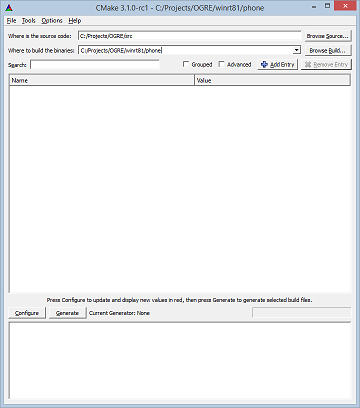 CMake 3.1.0-rc1 - C:/Projects/OGRE/winrt81/phone
File Tools Options Help
Where is the source code: C:/Projects/OGRE/src Browse Source...
Where to build the binaries: C:/Projects/OGRE/winrt81/phone Browse Build...
Search: Grouped Advanced Add Entry Remove Entry
Name Value
Press Configure to update and display new values in red, then press Generate to generate selected build files.
Configure Generate Current Generator: None